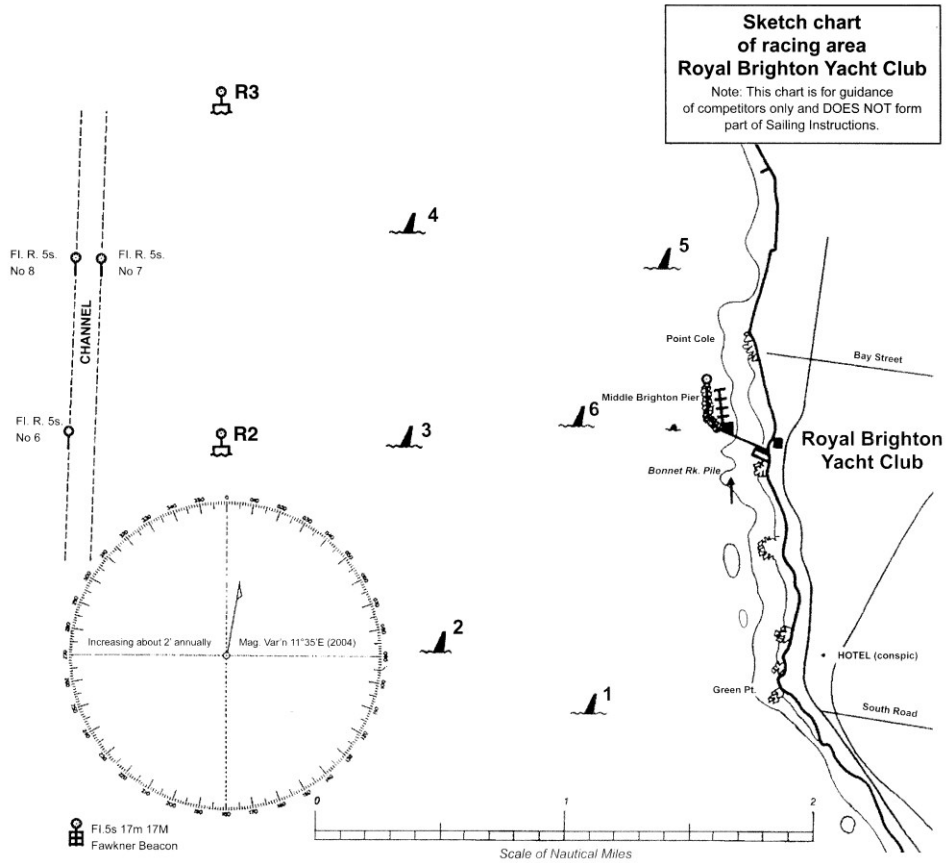 Sketch chart
of racing area
Royal Brighton Yacht Club
Note: This chart is for guidance
of competitors only and DOES NOT form
part of Sailing Instructions.
R3
4
5
Fl. R. 5s.
No 8
Fl. R. 5s.
No 7
CHANNEL
Point Cole
Bay Street
Middle Brighton Pier
6
3
R2
Fl. R. 5s.
No 6
Royal Brighton
Yacht Club
Bonnet Rk. Pile
0
Increasing about 2' annually
Mag. Var'n 11°35'E (2004)
2
HOTEL (conspic)
Green Pt.
1
South Road
0
1
2
Fl.5s 17m 17M
Fawkner Beacon
Scale of Nautical Miles